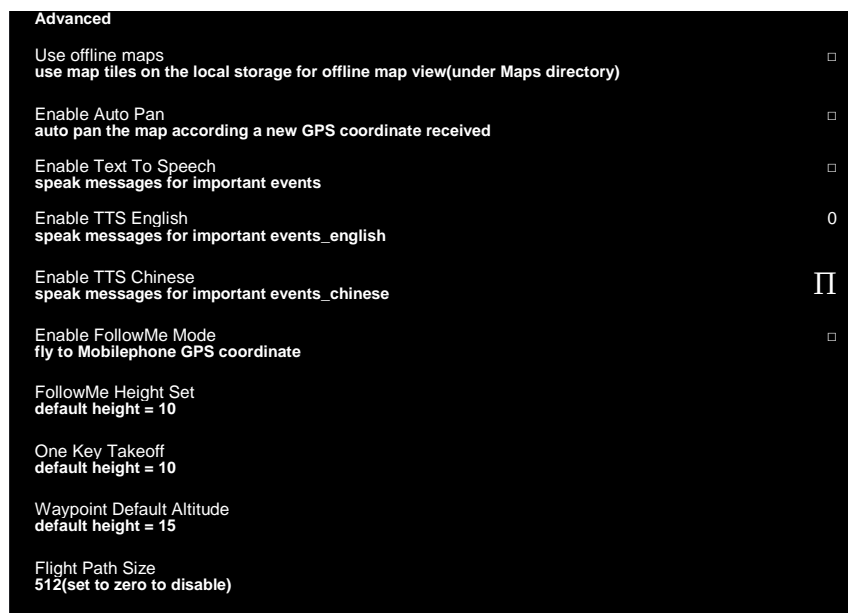 Advanced
Use offline maps □
use map tiles on the local storage for offline map view(under Maps directory)
Enable Auto Pan □
auto pan the map according a new GPS coordinate received
Enable Text To Speech □
speak messages for important events
Enable TTS English 0
speak messages for important events_english
Enable TTS Chinese Π
speak messages for important events_chinese
Enable FollowMe Mode □
fly to Mobilephone GPS coordinate
FollowMe Height Set
default height = 10
One Key Takeoff
default height = 10
Waypoint Default Altitude
default height = 15
Flight Path Size
512(set to zero to disable)